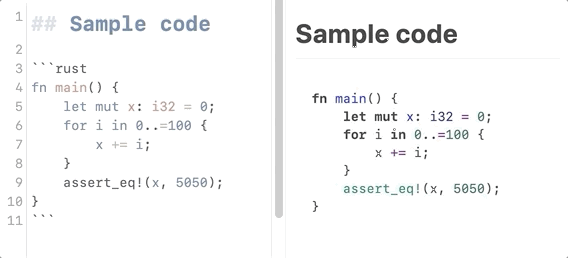 1 ## Sample code
2
3 ```rust
4 fn main() {
5     let mut x: i32 = 0;
6     for i in 0..=100 {
7         x += i;
8     }
9     assert_eq!(x, 5050);
10 }
11 ```
Sample code
fn main() {
    let mut x: i32 = 0;
    for i in 0..=100 {
        x += i;
    }
    assert_eq!(x, 5050);
}